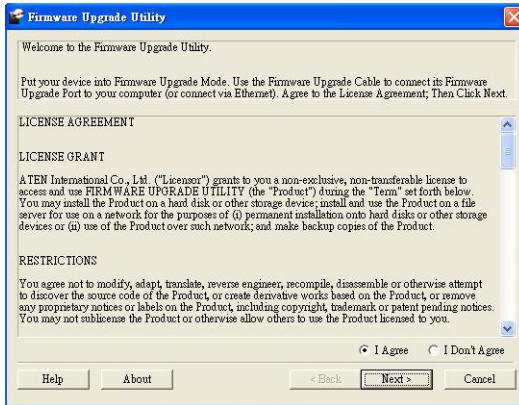 Firmware Upgrade Utility
Welcome to the Firmware Upgrade Utility.
Put your device into Firmware Upgrade Mode. Use the Firmware Upgrade Cable to connect its Firmware
Upgrade Port to your computer (or connect via Ethernet). Agree to the License Agreement; Then Click Next.
LICENSE AGREEMENT
LICENSE GRANT
ATEN International Co., Ltd. ("Licensor") grants to you a non-exclusive, non-transferable license to
access and use FIRMWARE UPGRADE UTILITY (the "Product") during the "Term" set forth below.
You may install the Product on a hard disk or other storage device; install and use the Product on a file
server for use on a network for the purposes of (i) permanent installation onto hard disks or other storage
devices or (ii) use of the Product over such network; and make backup copies of the Product.
RESTRICTIONS
You agree not to modify, adapt, translate, reverse engineer, recompile, disassemble or otherwise attempt
to discover the source code of the Product, or create derivative works based on the Product, or remove
any proprietary notices or labels on the Product, including copyright, trademark or patent pending notices.
You may not sublicense the Product or otherwise allow others to use the Product licensed to you.
I Agree I Don't Agree
Help About < Back Next > Cancel